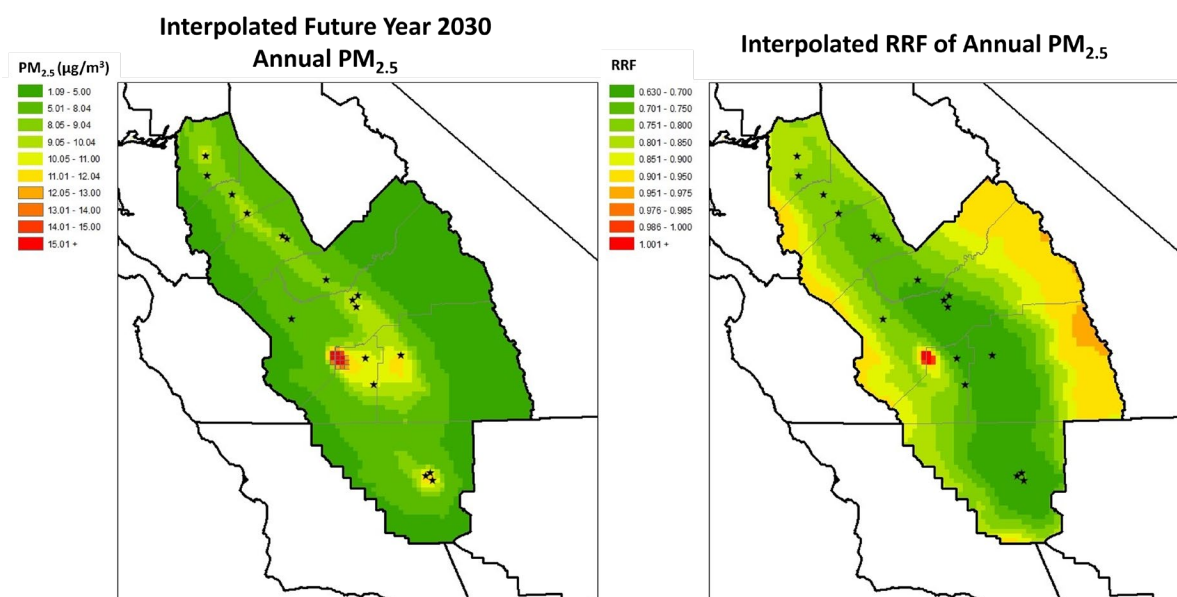 Interpolated Future Year 2030
Annual PM2.5
PM2.5 (μg/m³)
1.09 - 5.00
5.01 - 8.04
8.05 - 9.04
9.05 - 10.04
10.05 - 11.00
11.01 - 12.04
12.05 - 13.00
13.01 - 14.00
14.01 - 15.00
15.01 +
Interpolated RRF of Annual PM2.5
RRF
0.630 - 0.700
0.701 - 0.750
0.751 - 0.800
0.801 - 0.850
0.851 - 0.900
0.901 - 0.950
0.951 - 0.975
0.976 - 0.985
0.986 - 1.000
1.001 +